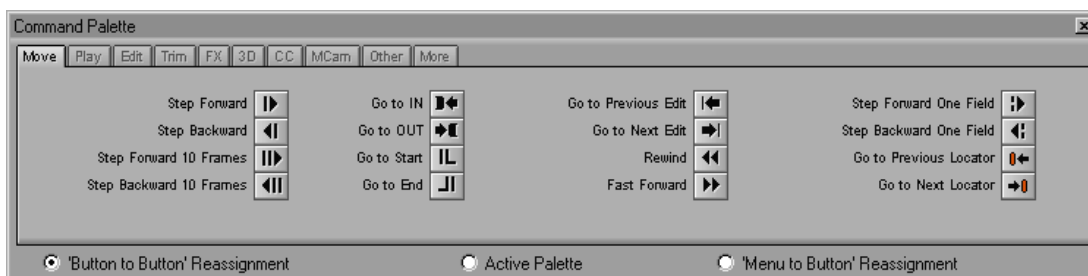 Command Palette
Move Play Edit Trim FX 3D CC MCam Other More
Step Forward Go to IN Go to Previous Edit Step Forward One Field
Step Backward Go to OUT Go to Next Edit Step Backward One Field
Step Forward 10 Frames Go to Start Rewind Go to Previous Locator
Step Backward 10 Frames Go to End Fast Forward Go to Next Locator
'Button to Button' Reassignment Active Palette 'Menu to Button' Reassignment